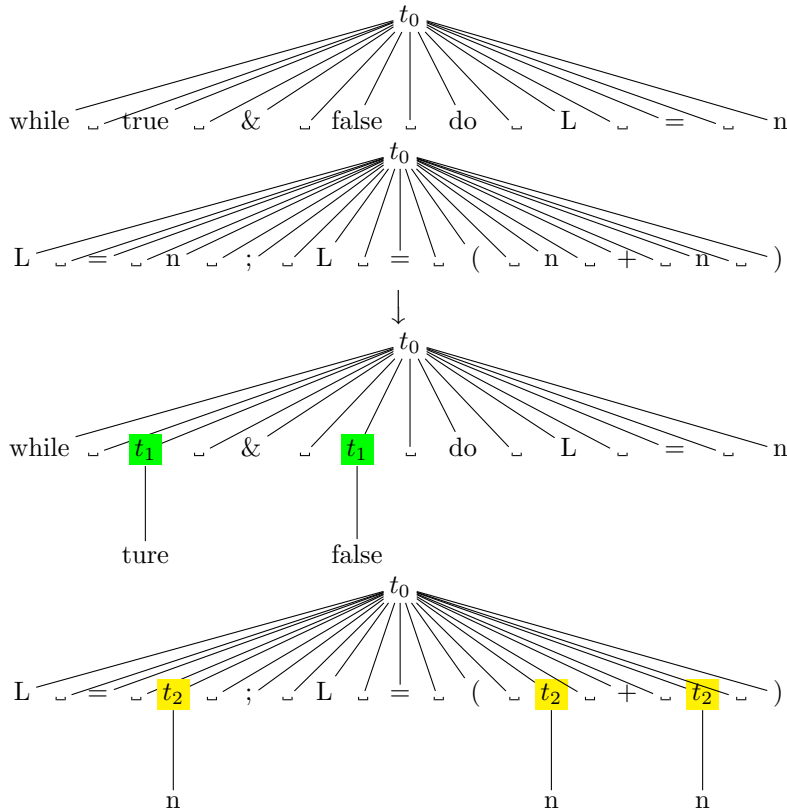 t₀
while ␣ true ␣ & ␣ false ␣ do ␣ L ␣ = ␣ n
t₀
L ␣ = ␣ n ␣ ; ␣ L ␣ = ␣ ( ␣ n ␣ + ␣ n ␣ )
↓
t₀
while ␣ t₁ ␣ & ␣ t₁ ␣ do ␣ L ␣ = ␣ n
ture false
t₀
L ␣ = ␣ t₂ ␣ ; ␣ L ␣ = ␣ ( ␣ t₂ ␣ + ␣ t₂ ␣ )
n n n